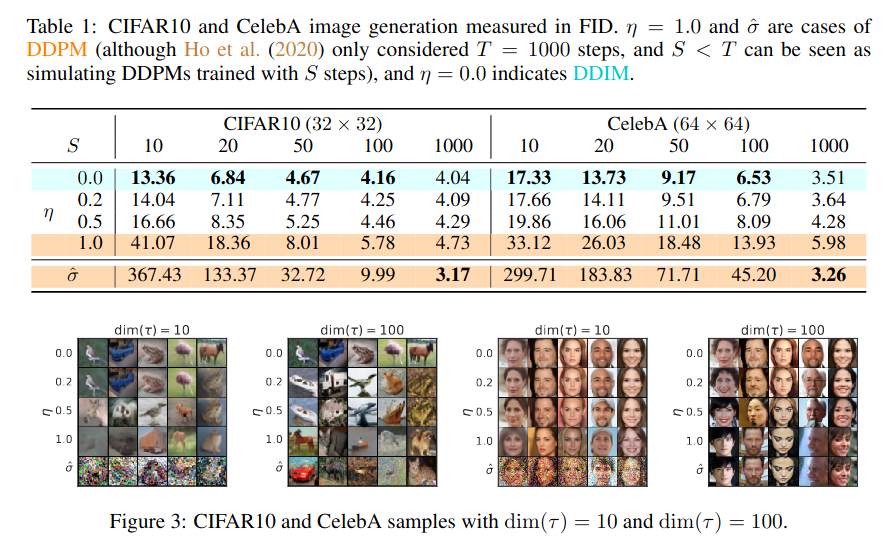 Table 1: CIFAR10 and CelebA image generation measured in FID. η = 1.0 and σ̂ are cases of
DDPM (although Ho et al. (2020) only considered T = 1000 steps, and S < T can be seen as
simulating DDPMs trained with S steps), and η = 0.0 indicates DDIM.
CIFAR10 (32 × 32) CelebA (64 × 64)
S 10 20 50 100 1000 10 20 50 100 1000
0.0 13.36 6.84 4.67 4.16 4.04 17.33 13.73 9.17 6.53 3.51
0.2 14.04 7.11 4.77 4.25 4.09 17.66 14.11 9.51 6.79 3.64
η
0.5 16.66 8.35 5.25 4.46 4.29 19.86 16.06 11.01 8.09 4.28
1.0 41.07 18.36 8.01 5.78 4.73 33.12 26.03 18.48 13.93 5.98
σ̂ 367.43 133.37 32.72 9.99 3.17 299.71 183.83 71.71 45.20 3.26
dim(τ) = 10 dim(τ) = 100 dim(τ) = 10 dim(τ) = 100
0.0 0.0 0.0 0.0
0.2 0.2 0.2 0.2
η 0.5 η 0.5 η 0.5 η 0.5
1.0 1.0 1.0 1.0
σ̂ σ̂ σ̂ σ̂
Figure 3: CIFAR10 and CelebA samples with dim(τ) = 10 and dim(τ) = 100.